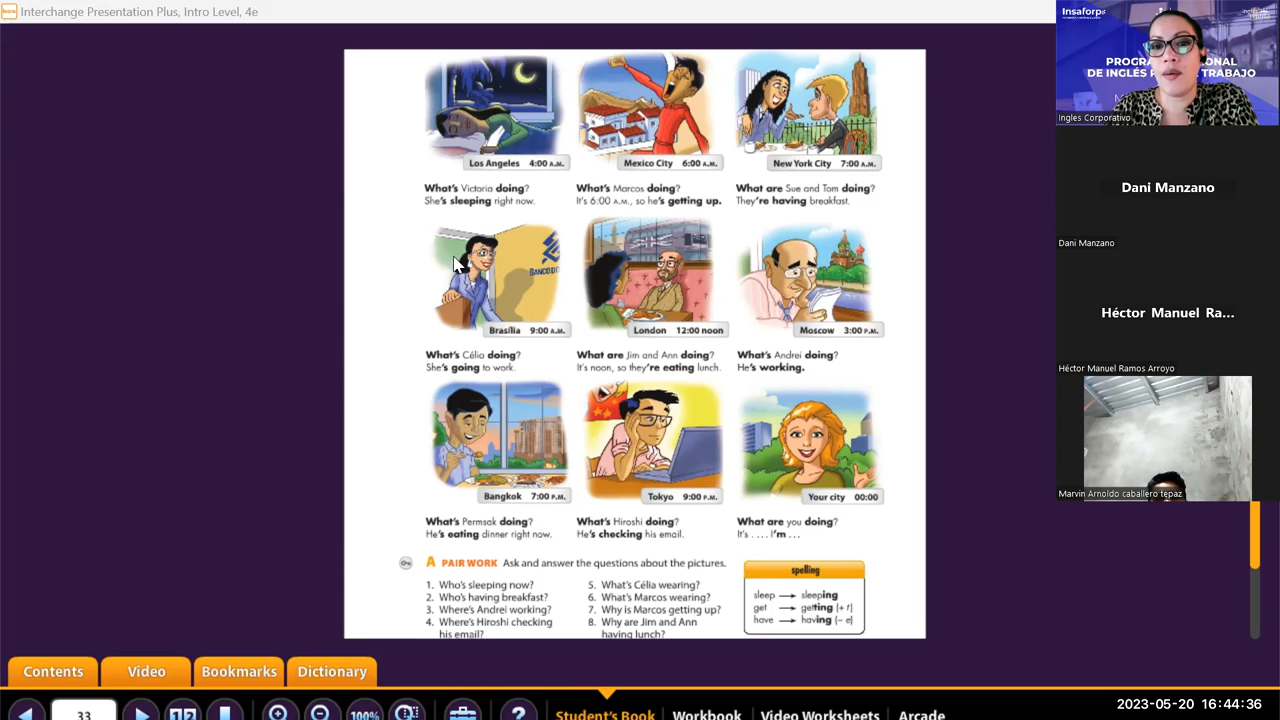 Interchange Presentation Plus, Intro Level, 4e
Los Angeles 4:00 A.M.
Mexico City 6:00 A.M.
New York City 7:00 A.M.
What's Victoria doing?
She's sleeping right now.
What's Marcos doing?
It's 6:00 A.M., so he's getting up.
What are Sue and Tom doing?
They're having breakfast.
BANCO DO
Brasília 9:00 A.M.
London 12:00 noon
Moscow 3:00 P.M.
What's Célia doing?
She's going to work.
What are Jim and Ann doing?
It's noon, so they're eating lunch.
What's Andrei doing?
He's working.
Bangkok 7:00 P.M.
Tokyo 9:00 P.M.
Your city 00:00
What's Permsak doing?
He's eating dinner right now.
What's Hiroshi doing?
He's checking his email.
What are you doing?
It's . . . . I'm . . .
A PAIR WORK Ask and answer the questions about the pictures.
1. Who's sleeping now?
2. Who's having breakfast?
3. Where's Andrei working?
4. Where's Hiroshi checking
his email?
5. What's Célia wearing?
6. What's Marcos wearing?
7. Why is Marcos getting up?
8. Why are Jim and Ann
having lunch?
spelling
sleep → sleeping
get → getting (+ t)
have → having (– e)
Contents Video Bookmarks Dictionary
33 1 2 100% ? Student's Book Workbook Video Worksheets Arcade
Insaforp
DE INGLÉS TRABAJO
Ingles Corporativo
Dani Manzano
Dani Manzano
Héctor Manuel Ra...
Héctor Manuel Ramos Arroyo
Marvin Arnoldo caballero tepaz
2023-05-20 16:44:36